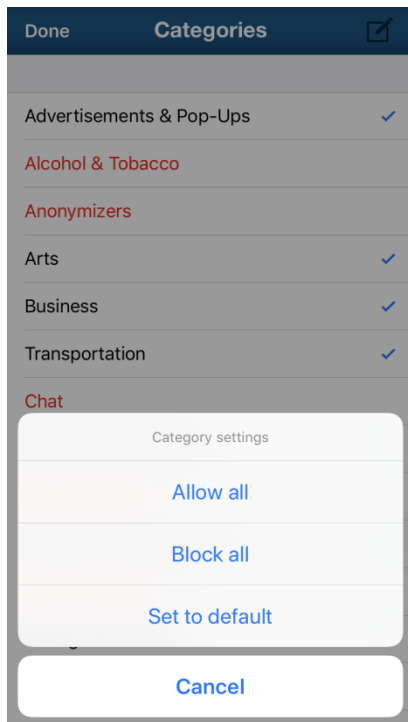 Done Categories
Advertisements & Pop-Ups
Alcohol & Tobacco
Anonymizers
Arts
Business
Transportation
Chat
Category settings
Allow all
Block all
Set to default
Cancel